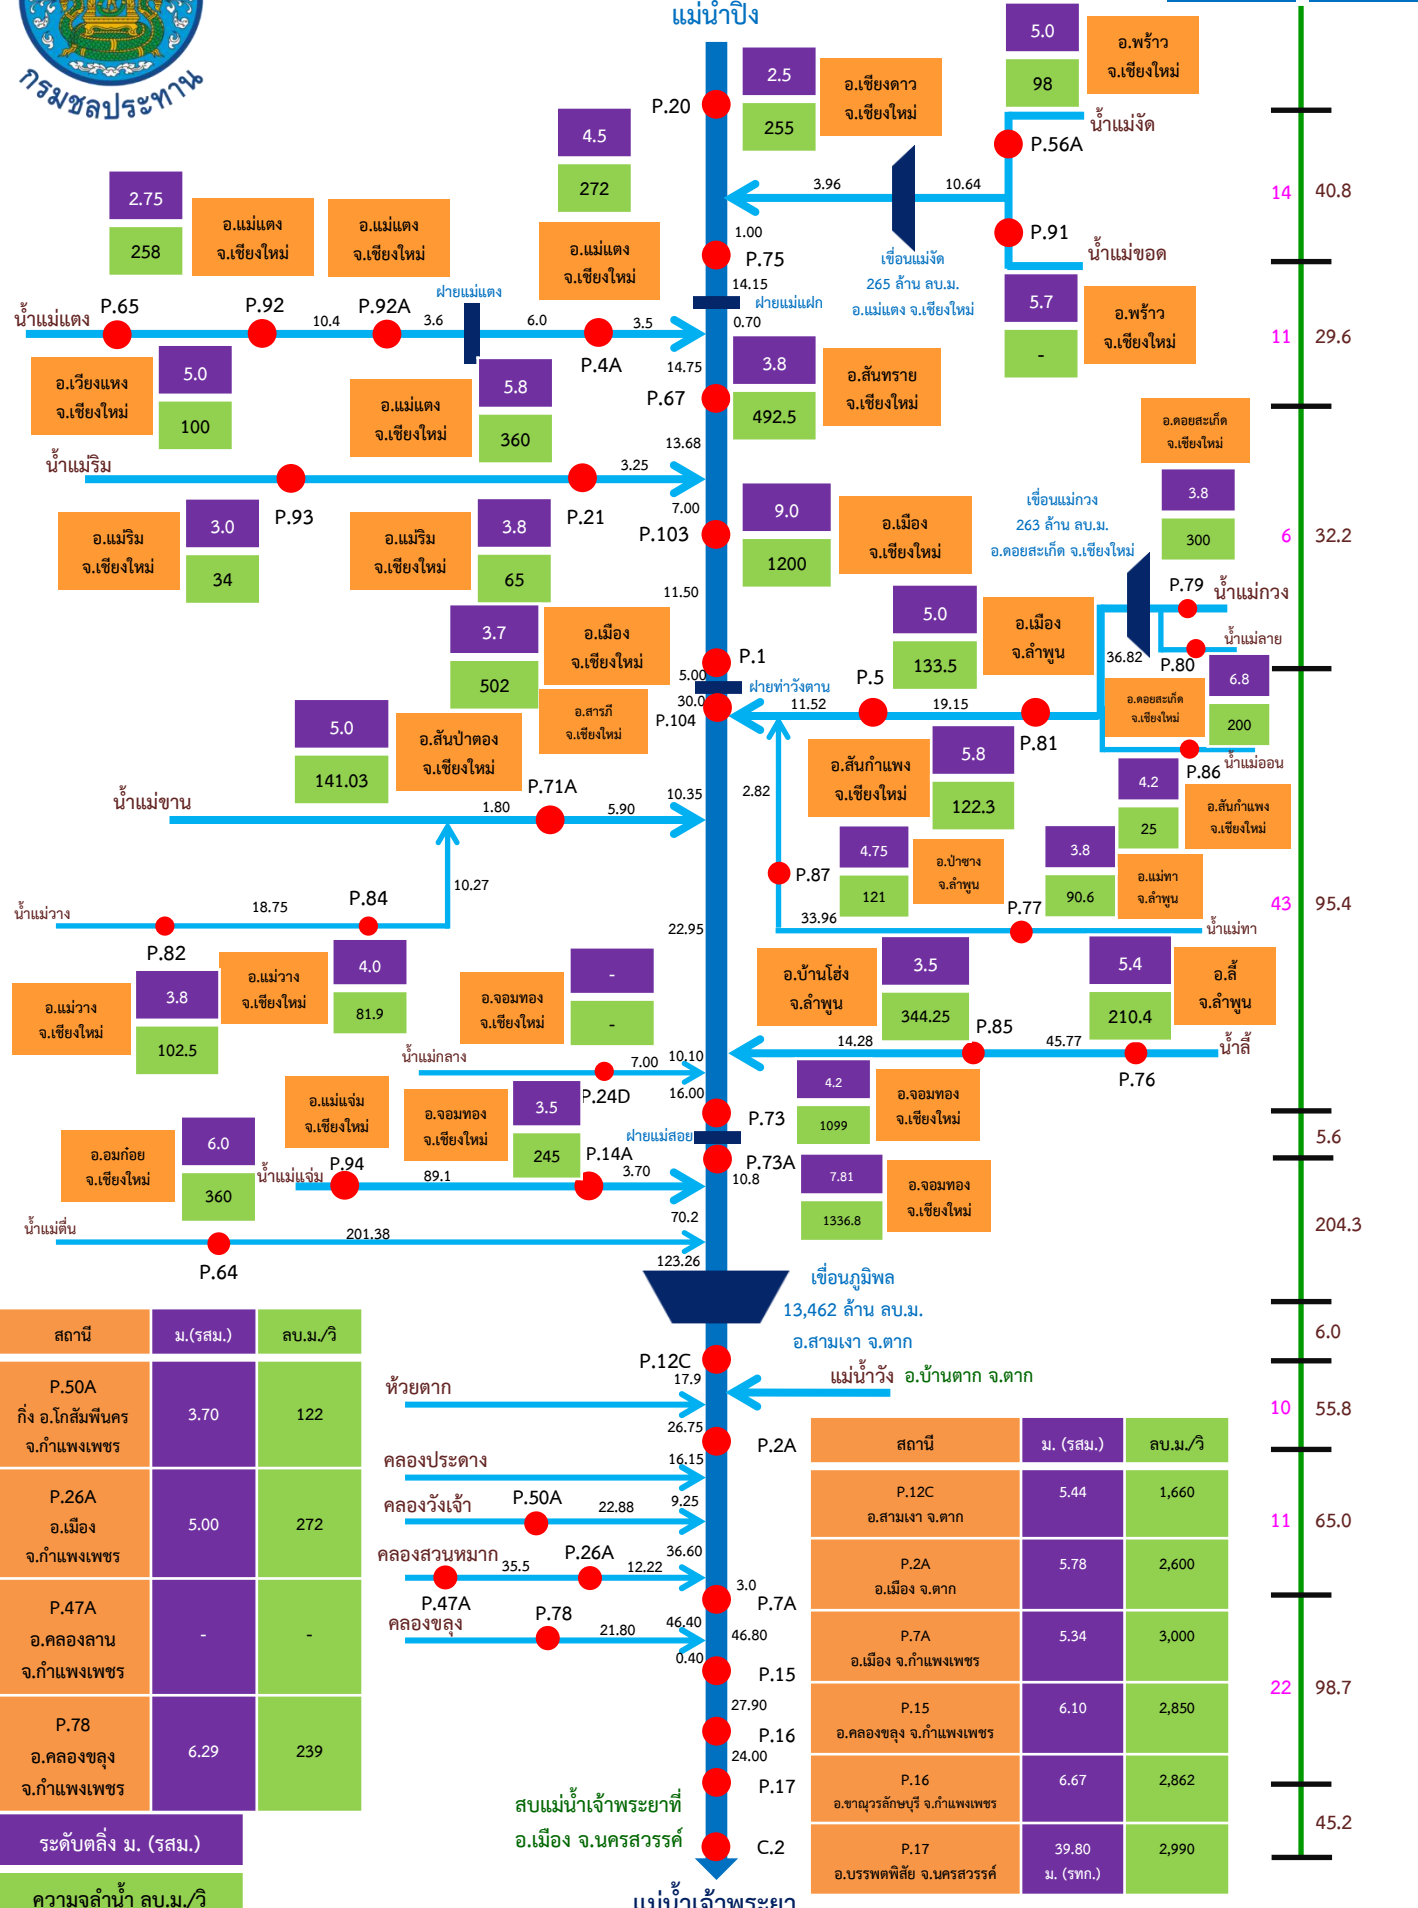 กรมชลประทาน
แม่น้ำปิง
P.20
2.5
255
อ.เชียงดาว
จ.เชียงใหม่
5.0
98
อ.พร้าว
จ.เชียงใหม่
น้ำแม่งัด
P.56A
4.5
272
อ.แม่แตง
จ.เชียงใหม่
3.96
10.64
14
40.8
2.75
258
อ.แม่แตง
จ.เชียงใหม่
อ.แม่แตง
จ.เชียงใหม่
1.00
P.75
14.15
เขื่อนแม่งัด
265 ล้าน ลบ.ม.
อ.แม่แตง จ.เชียงใหม่
P.91
น้ำแม่ขอด
5.7
-
อ.พร้าว
จ.เชียงใหม่
น้ำแม่แตง
P.65
P.92
10.4
P.92A
3.6
ฝายแม่แตง
6.0
3.5
P.4A
ฝายแม่แฝก
0.70
14.75
11
29.6
อ.เวียงแหง
จ.เชียงใหม่
5.0
100
อ.แม่แตง
จ.เชียงใหม่
5.8
360
P.67
3.8
492.5
อ.สันทราย
จ.เชียงใหม่
13.68
น้ำแม่ริม
P.93
P.21
3.25
7.00
อ.แม่ริม
จ.เชียงใหม่
3.0
34
อ.แม่ริม
จ.เชียงใหม่
3.8
65
P.103
9.0
1200
อ.เมือง
จ.เชียงใหม่
11.50
เขื่อนแม่กวง
263 ล้าน ลบ.ม.
อ.ดอยสะเก็ด จ.เชียงใหม่
อ.ดอยสะเก็ด
จ.เชียงใหม่
3.8
300
6
32.2
P.79
น้ำแม่กวง
น้ำแม่ลาย
P.80
36.82
3.7
502
อ.เมือง
จ.เชียงใหม่
P.1
5.00
ฝายท่าวังตาน
30.0
P.104
อ.สารภี
จ.เชียงใหม่
5.0
133.5
อ.เมือง
จ.ลำพูน
P.5
11.52
19.15
P.81
อ.ดอยสะเก็ด
จ.เชียงใหม่
6.8
200
น้ำแม่ออน
P.86
5.0
141.03
อ.สันป่าตอง
จ.เชียงใหม่
น้ำแม่ขาน
1.80
P.71A
5.90
10.35
2.82
อ.สันกำแพง
จ.เชียงใหม่
5.8
122.3
4.2
25
อ.สันกำแพง
จ.เชียงใหม่
P.87
4.75
121
อ.ป่าซาง
จ.ลำพูน
3.8
90.6
อ.แม่ทา
จ.ลำพูน
33.96
P.77
น้ำแม่ทา
43
95.4
น้ำแม่วาง
P.82
18.75
P.84
10.27
22.95
อ.แม่วาง
จ.เชียงใหม่
3.8
102.5
อ.แม่วาง
จ.เชียงใหม่
4.0
81.9
อ.จอมทอง
จ.เชียงใหม่
-
-
อ.บ้านโฮ่ง
จ.ลำพูน
3.5
344.25
5.4
210.4
อ.ลี้
จ.ลำพูน
14.28
P.85
45.77
P.76
น้ำลี้
น้ำแม่กลาง
7.00
P.24D
10.10
16.00
P.73
4.2
1099
อ.จอมทอง
จ.เชียงใหม่
ฝายแม่สอย
P.73A
10.8
7.81
1336.8
อ.จอมทอง
จ.เชียงใหม่
5.6
อ.อมก๋อย
จ.เชียงใหม่
6.0
360
อ.แม่แจ่ม
จ.เชียงใหม่
อ.จอมทอง
จ.เชียงใหม่
3.5
245
น้ำแม่แจ่ม
P.94
89.1
P.14A
3.70
70.2
น้ำแม่ตื่น
P.64
201.38
123.26
204.3
เขื่อนภูมิพล
13,462 ล้าน ลบ.ม.
อ.สามเงา จ.ตาก
6.0
P.12C
17.9
แม่น้ำวัง
อ.บ้านตาก จ.ตาก
ห้วยตาก
26.75
P.2A
10
55.8
คลองประดาง
16.15
คลองวังเจ้า
P.50A
22.88
9.25
คลองสวนหมาก
35.5
P.26A
12.22
36.60
P.47A
3.0
P.7A
11
65.0
คลองขลุง
P.78
21.80
46.40
46.80
0.40
P.15
27.90
P.16
24.00
P.17
22
98.7
สบแม่น้ำเจ้าพระยาที่
อ.เมือง จ.นครสวรรค์
C.2
45.2
แม่น้ำเจ้าพระยา
สถานี
ม.(รสม.)
ลบ.ม./วิ
P.50A
กิ่ง อ.โกสัมพีนคร
จ.กำแพงเพชร
3.70
122
P.26A
อ.เมือง
จ.กำแพงเพชร
5.00
272
P.47A
อ.คลองลาน
จ.กำแพงเพชร
-
-
P.78
อ.คลองขลุง
จ.กำแพงเพชร
6.29
239
ระดับตลิ่ง ม. (รสม.)
ความจุลำน้ำ ลบ.ม./วิ
สถานี
ม. (รสม.)
ลบ.ม./วิ
P.12C
อ.สามเงา จ.ตาก
5.44
1,660
P.2A
อ.เมือง จ.ตาก
5.78
2,600
P.7A
อ.เมือง จ.กำแพงเพชร
5.34
3,000
P.15
อ.คลองขลุง จ.กำแพงเพชร
6.10
2,850
P.16
อ.ขาณุวรลักษบุรี จ.กำแพงเพชร
6.67
2,862
P.17
อ.บรรพตพิสัย จ.นครสวรรค์
39.80
ม. (รทก.)
2,990